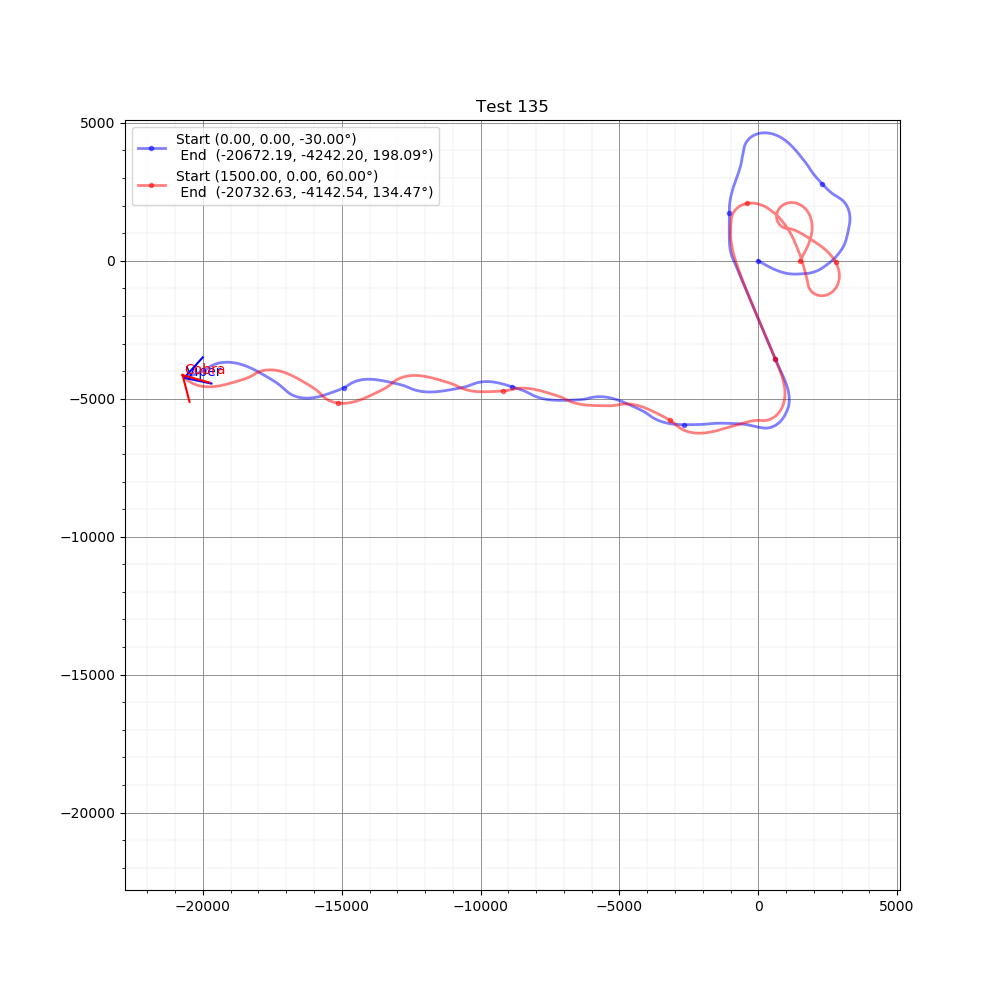 Test 135
Start (0.00, 0.00, -30.00°)
End (-20672.19, -4242.20, 198.09°)
Start (1500.00, 0.00, 60.00°)
End (-20732.63, -4142.54, 134.47°)
5000
0
−5000
−10000
−15000
−20000
Cobra
Viper
−20000 −15000 −10000 −5000 0 5000